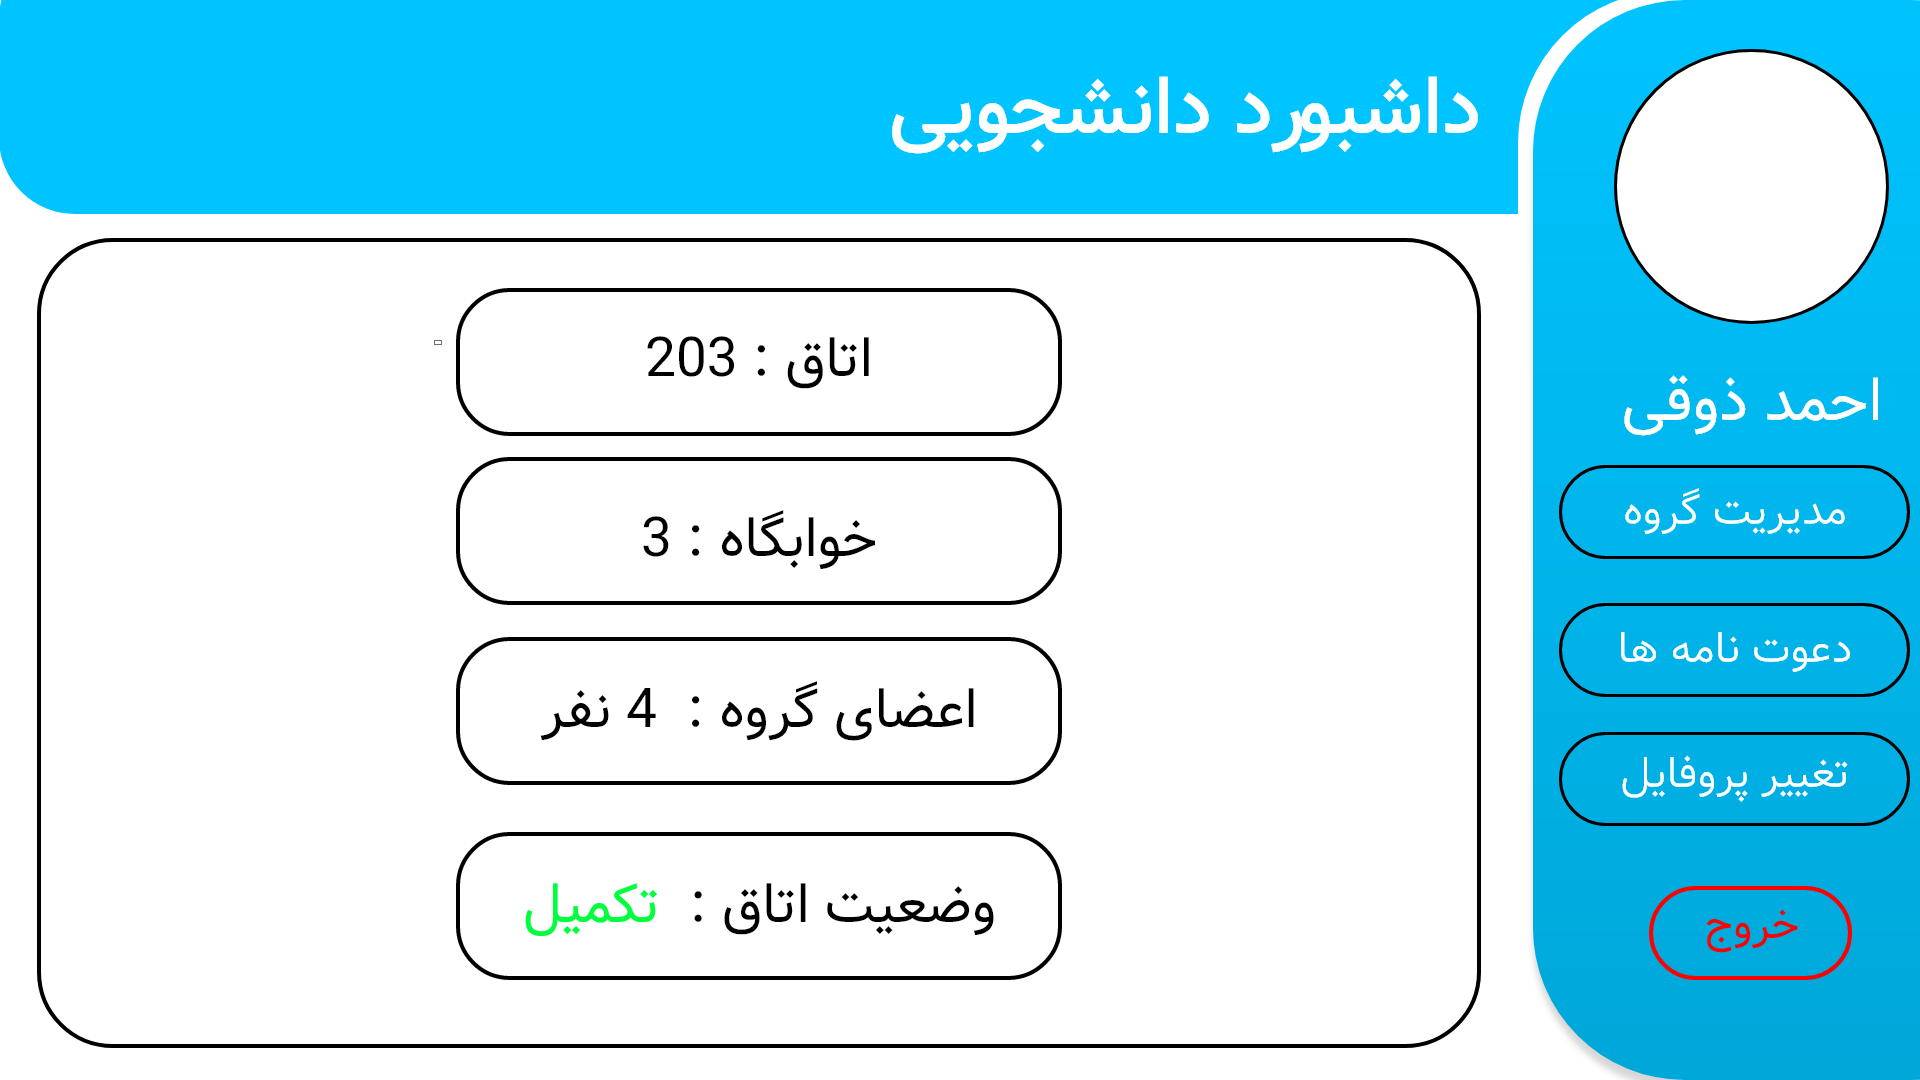 داشبورد دانشجویی
احمد ذوقی
مدیریت گروه
دعوت نامه ها
تغییر پروفایل
خروج
اتاق : 203
خوابگاه : 3
اعضای گروه : 4 نفر
وضعیت اتاق : تکمیل